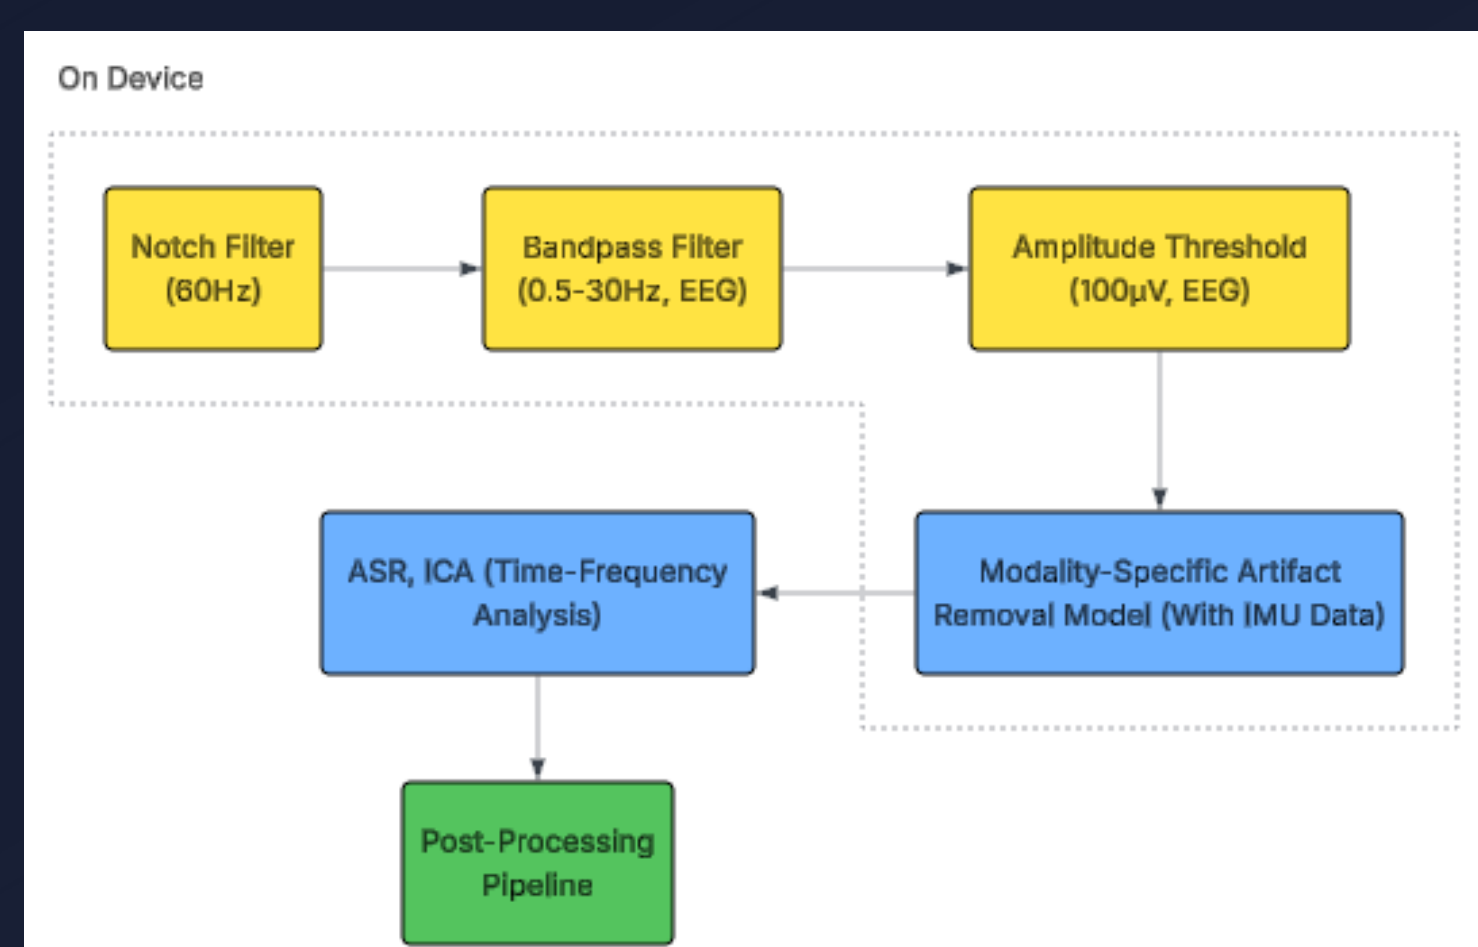 On Device
Notch Filter
(60Hz)
Bandpass Filter
(0.5-30Hz, EEG)
Amplitude Threshold
(100µV, EEG)
ASR, ICA (Time-Frequency
Analysis)
Modality-Specific Artifact
Removal Model (With IMU Data)
Post-Processing
Pipeline